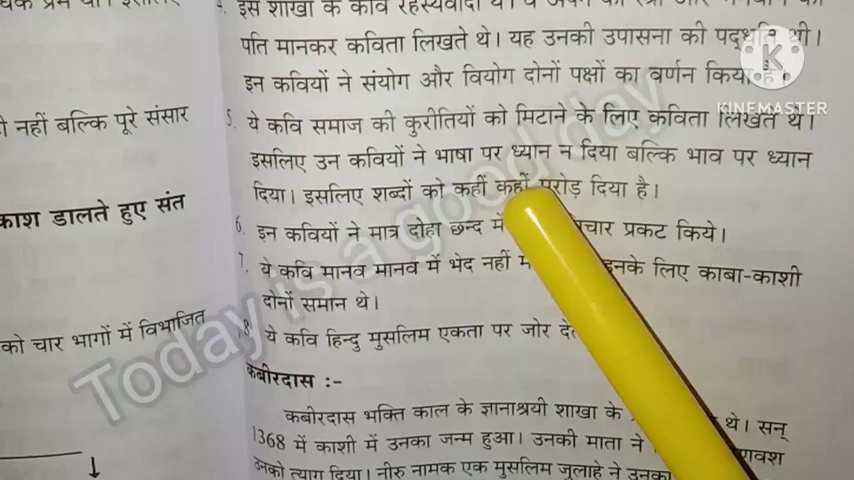 4. इस शाखा के कवि रहस्यवादी थे।
पति मानकर कविता लिखते थे। यह उनकी उपासना की पद्धति थी।
इन कवियों ने संयोग और वियोग दोनों पक्षों का वर्णन किया है।
5. ये कवि समाज की कुरीतियों को मिटाने के लिए कविता लिखते थे।
इसलिए उन कवियों ने भाषा पर ध्यान न दिया बल्कि भाव पर ध्यान
दिया। इसलिए शब्दों को कहीं कहीं मरोड़ दिया है।
6. इन कवियों ने मात्र दोहा छन्द में प्रकट किये।
7. ये कवि मानव मानव में भेद नहीं इनके लिए काबा-काशी
दोनों समान थे।
8. ये कवि हिन्दु मुसलिम एकता पर जोर
कबीरदास :-
कबीरदास भक्ति काल के ज्ञानाश्रयी शाखा के थे। सन्
1368 में काशी में उनका जन्म हुआ। उनकी माता ने
उनको त्याग दिया। नीरु नामक एक मुसलिम जुलाहे ने उनका
नहीं बल्कि पूरे संसार
डालते हुए संत
को चार भागों में विभाजित
KINEMASTER
Today is a good day